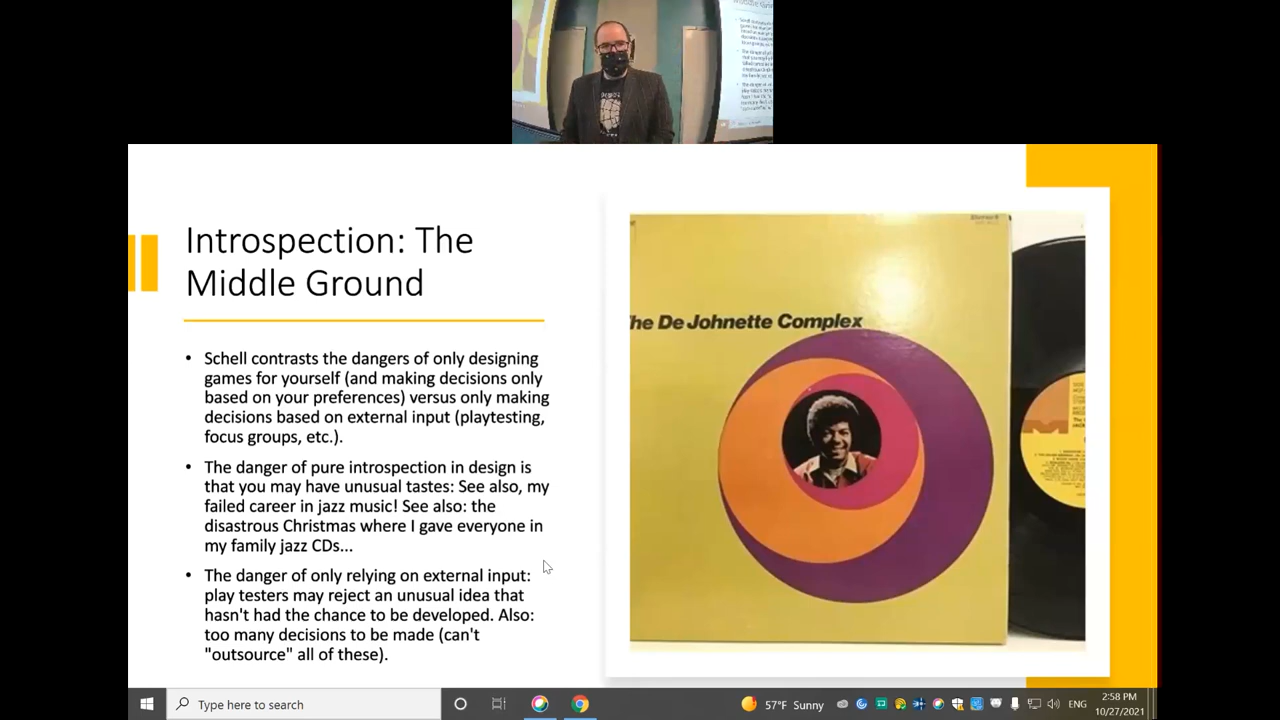 Introspection: The
Middle Ground
• Schell contrasts the dangers of only designing
games for yourself (and making decisions only
based on your preferences) versus only making
decisions based on external input (playtesting,
focus groups, etc.).
• The danger of pure introspection in design is
that you may have unusual tastes: See also, my
failed career in jazz music! See also: the
disastrous Christmas where I gave everyone in
my family jazz CDs...
• The danger of only relying on external input:
play testers may reject an unusual idea that
hasn't had the chance to be developed. Also:
too many decisions to be made (can't
"outsource" all of these).
he De Johnette Complex
Type here to search
57°F Sunny
ENG
2:58 PM
10/27/2021